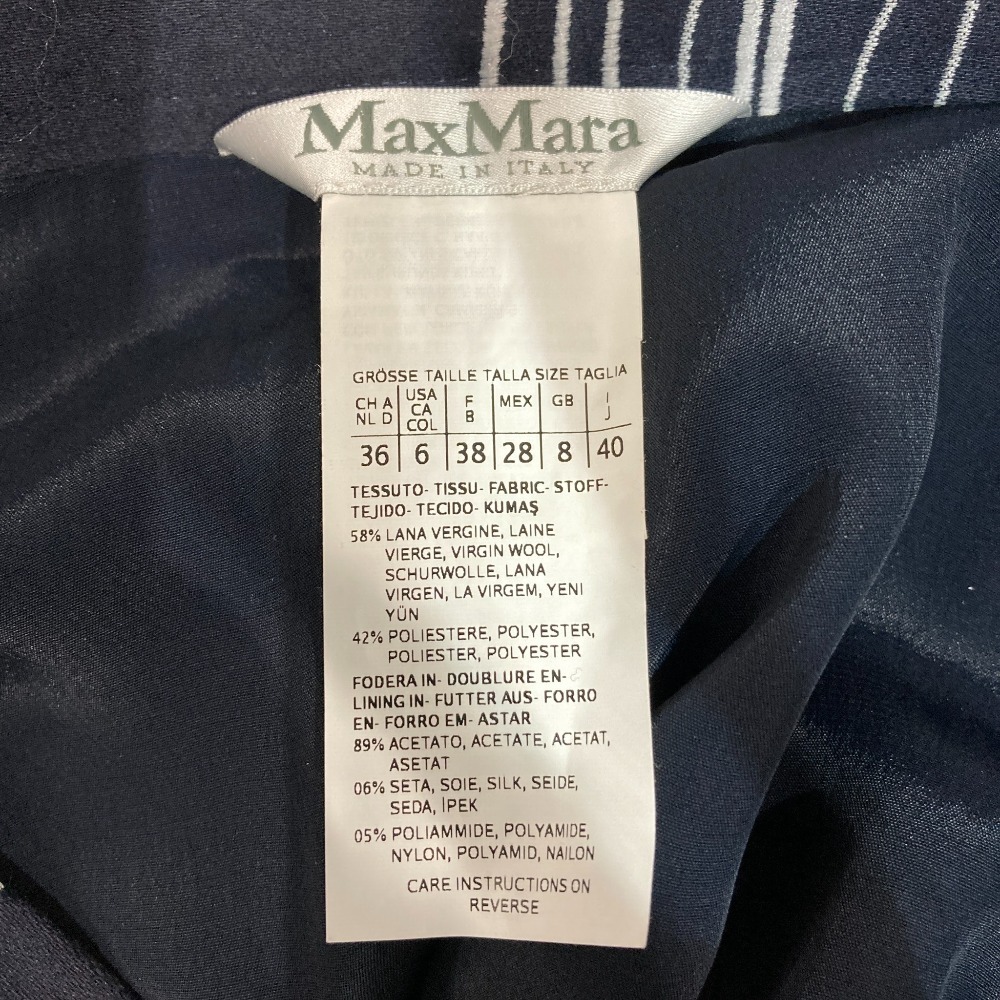 MaxMara
MADE IN ITALY
GRÖSSE TAILLE TALLA SIZE TAGLIA
CH A NL D USA CA COL F B MEX GB I J
36 6 38 28 8 40
TESSUTO- TISSU- FABRIC- STOFF-
TEJIDO- TECIDO- KUMAŞ
58% LANA VERGINE, LAINE
VIERGE, VIRGIN WOOL,
SCHURWOLLE, LANA
VIRGEN, LA VIRGEM, YENI
YÜN
42% POLIESTERE, POLYESTER,
POLIESTER, POLYESTER
FODERA IN- DOUBLURE EN-
LINING IN- FUTTER AUS- FORRO
EN- FORRO EM- ASTAR
89% ACETATO, ACETATE, ACETAT,
ASETAT
06% SETA, SOIE, SILK, SEIDE,
SEDA, İPEK
05% POLIAMMIDE, POLYAMIDE,
NYLON, POLYAMID, NAILON
CARE INSTRUCTIONS ON
REVERSE